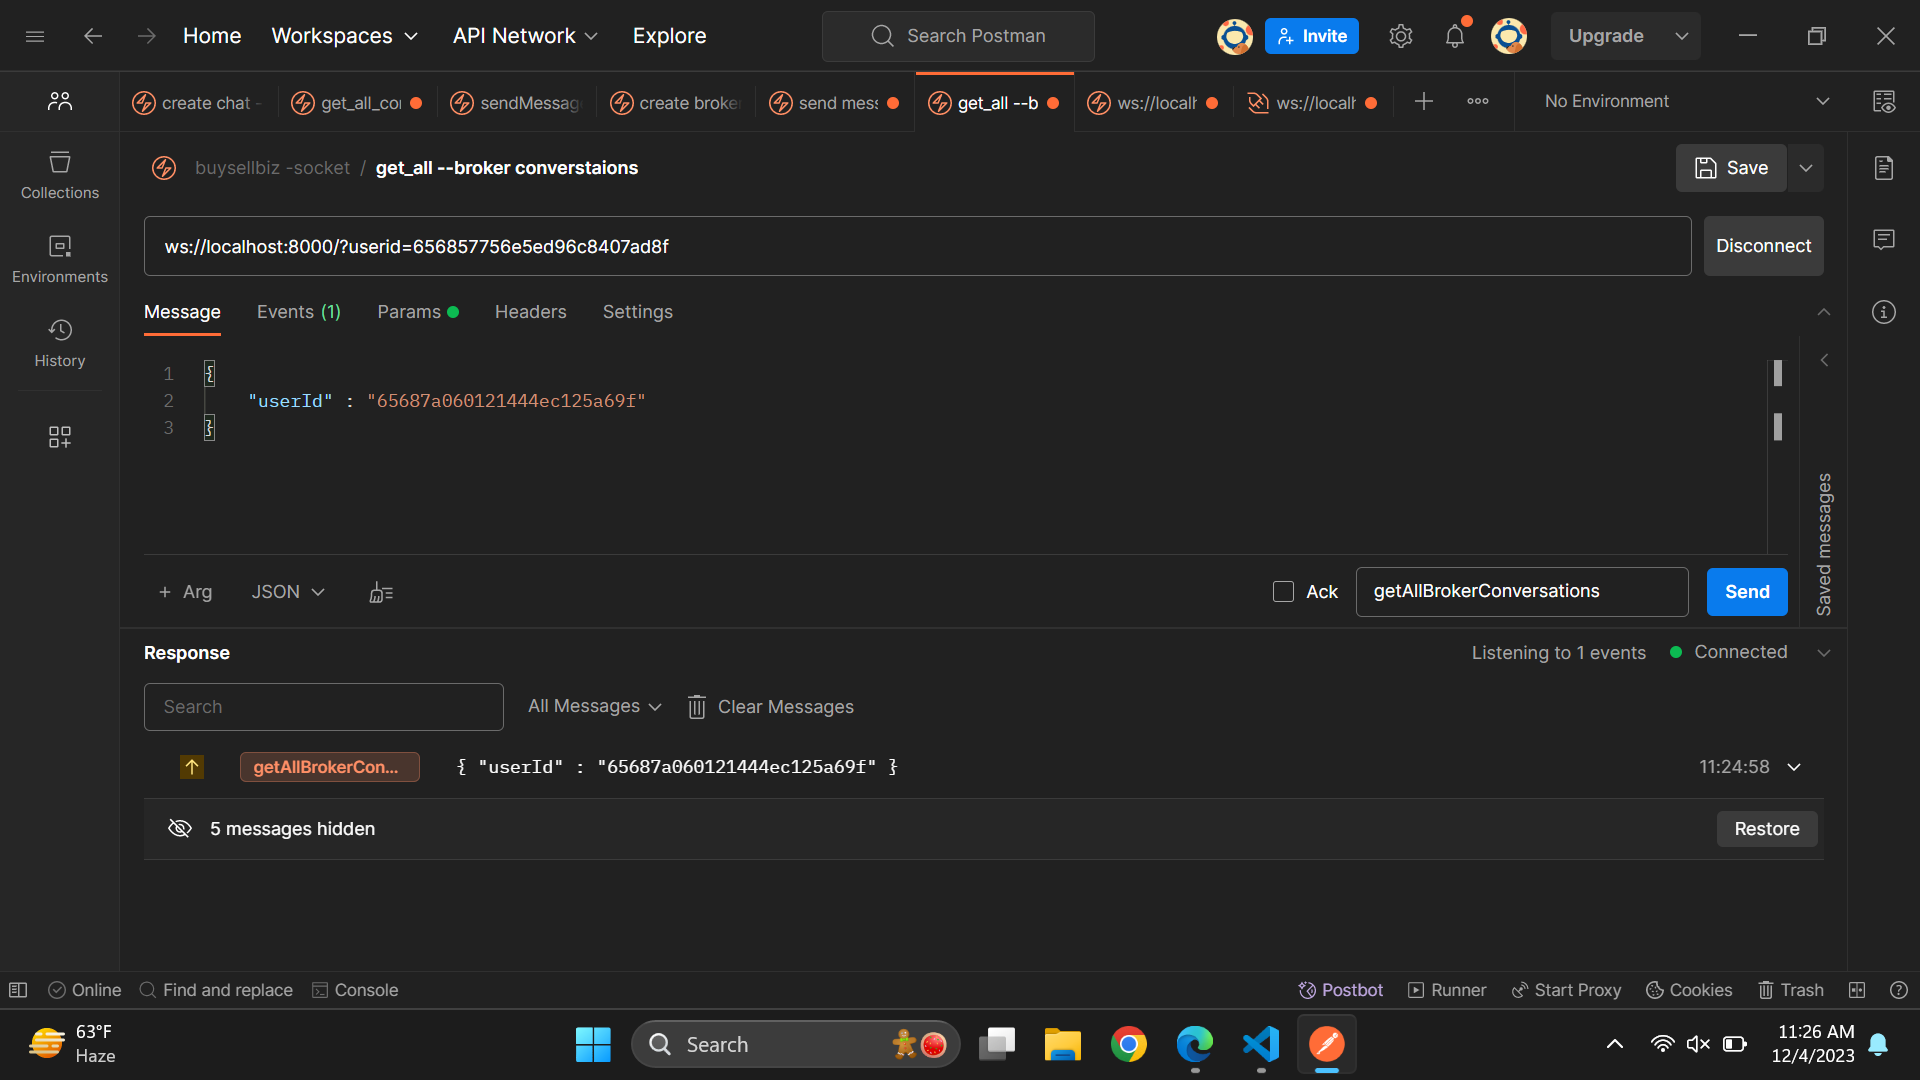 Home
Workspaces
API Network
Explore
Search Postman
Invite
Upgrade
create chat -
get_all_co
sendMessag
create broke
send mess
get_all --b
ws://localh
ws://localh
No Environment
Collections
Environments
History
buysellbiz -socket / get_all --broker converstaions
Save
ws://localhost:8000/?userid=656857756e5ed96c8407ad8f
Disconnect
Message
Events (1)
Params
Headers
Settings
1 {
2 "userId" : "65687a060121444ec125a69f"
3 }
Saved messages
+ Arg
JSON
Ack
getAllBrokerConversations
Send
Response
Listening to 1 events
Connected
Search
All Messages
Clear Messages
getAllBrokerCon...
{ "userId" : "65687a060121444ec125a69f" }
11:24:58
5 messages hidden
Restore
Online
Find and replace
Console
Postbot
Runner
Start Proxy
Cookies
Trash
63°F
Haze
Search
11:26 AM
12/4/2023